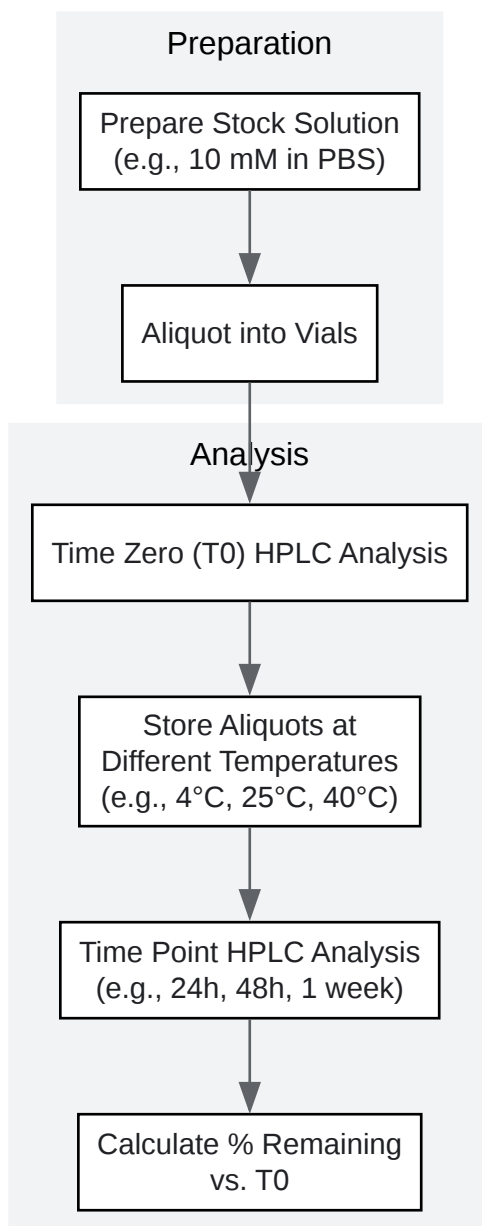 Preparation
Prepare Stock Solution
(e.g., 10 mM in PBS)
Aliquot into Vials
Analysis
Time Zero (T0) HPLC Analysis
Store Aliquots at
Different Temperatures
(e.g., 4°C, 25°C, 40°C)
Time Point HPLC Analysis
(e.g., 24h, 48h, 1 week)
Calculate % Remaining
vs. T0